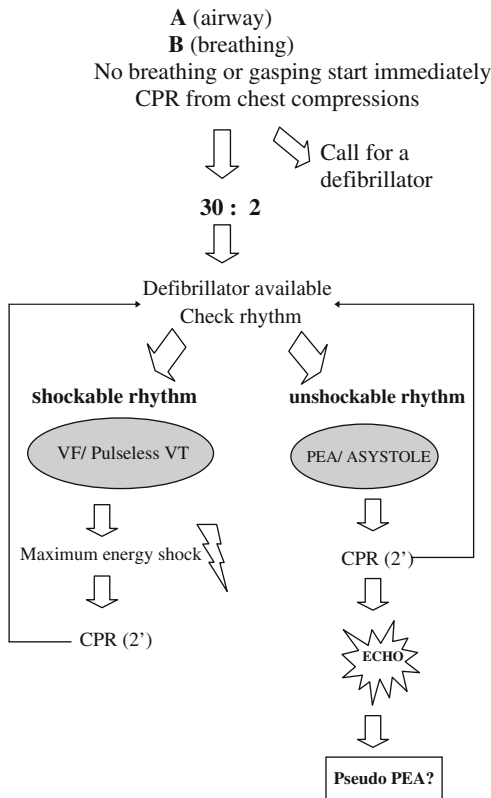 A (airway)
B (breathing)
No breathing or gasping start immediately
CPR from chest compressions
Call for a
defibrillator
30 : 2
Defibrillator available
Check rhythm
shockable rhythm
unshockable rhythm
VF/ Pulseless VT
PEA/ ASYSTOLE
Maximum energy shock
CPR (2’)
CPR (2’)
ECHO
Pseudo PEA?